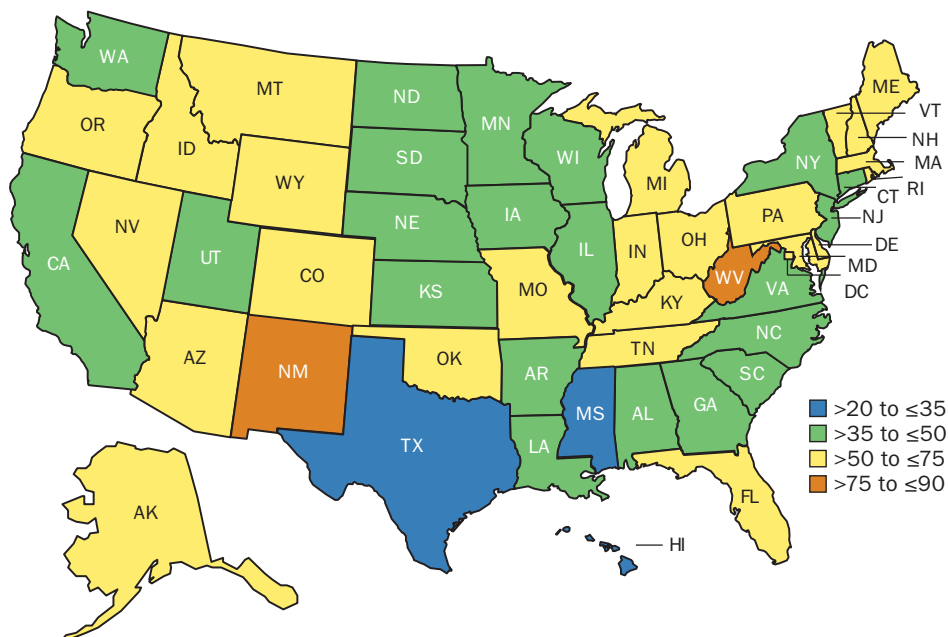 WA
MT
ND
MN
ME
VT
NH
MA
RI
CT
NJ
DE
MD
DC
OR
ID
SD
WI
NY
WY
MI
NV
NE
IA
PA
UT
CO
IL
IN
OH
CA
KS
MO
WV
VA
KY
AZ
NM
OK
TN
NC
AR
SC
TX
LA
MS
AL
GA
FL
AK
HI
>20 to ≤35
>35 to ≤50
>50 to ≤75
>75 to ≤90